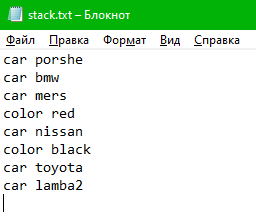 stack.txt – Блокнот
Файл Правка Формат Вид Справка
car porshe
car bmw
car mers
color red
car nissan
color black
car toyota
car lamba2